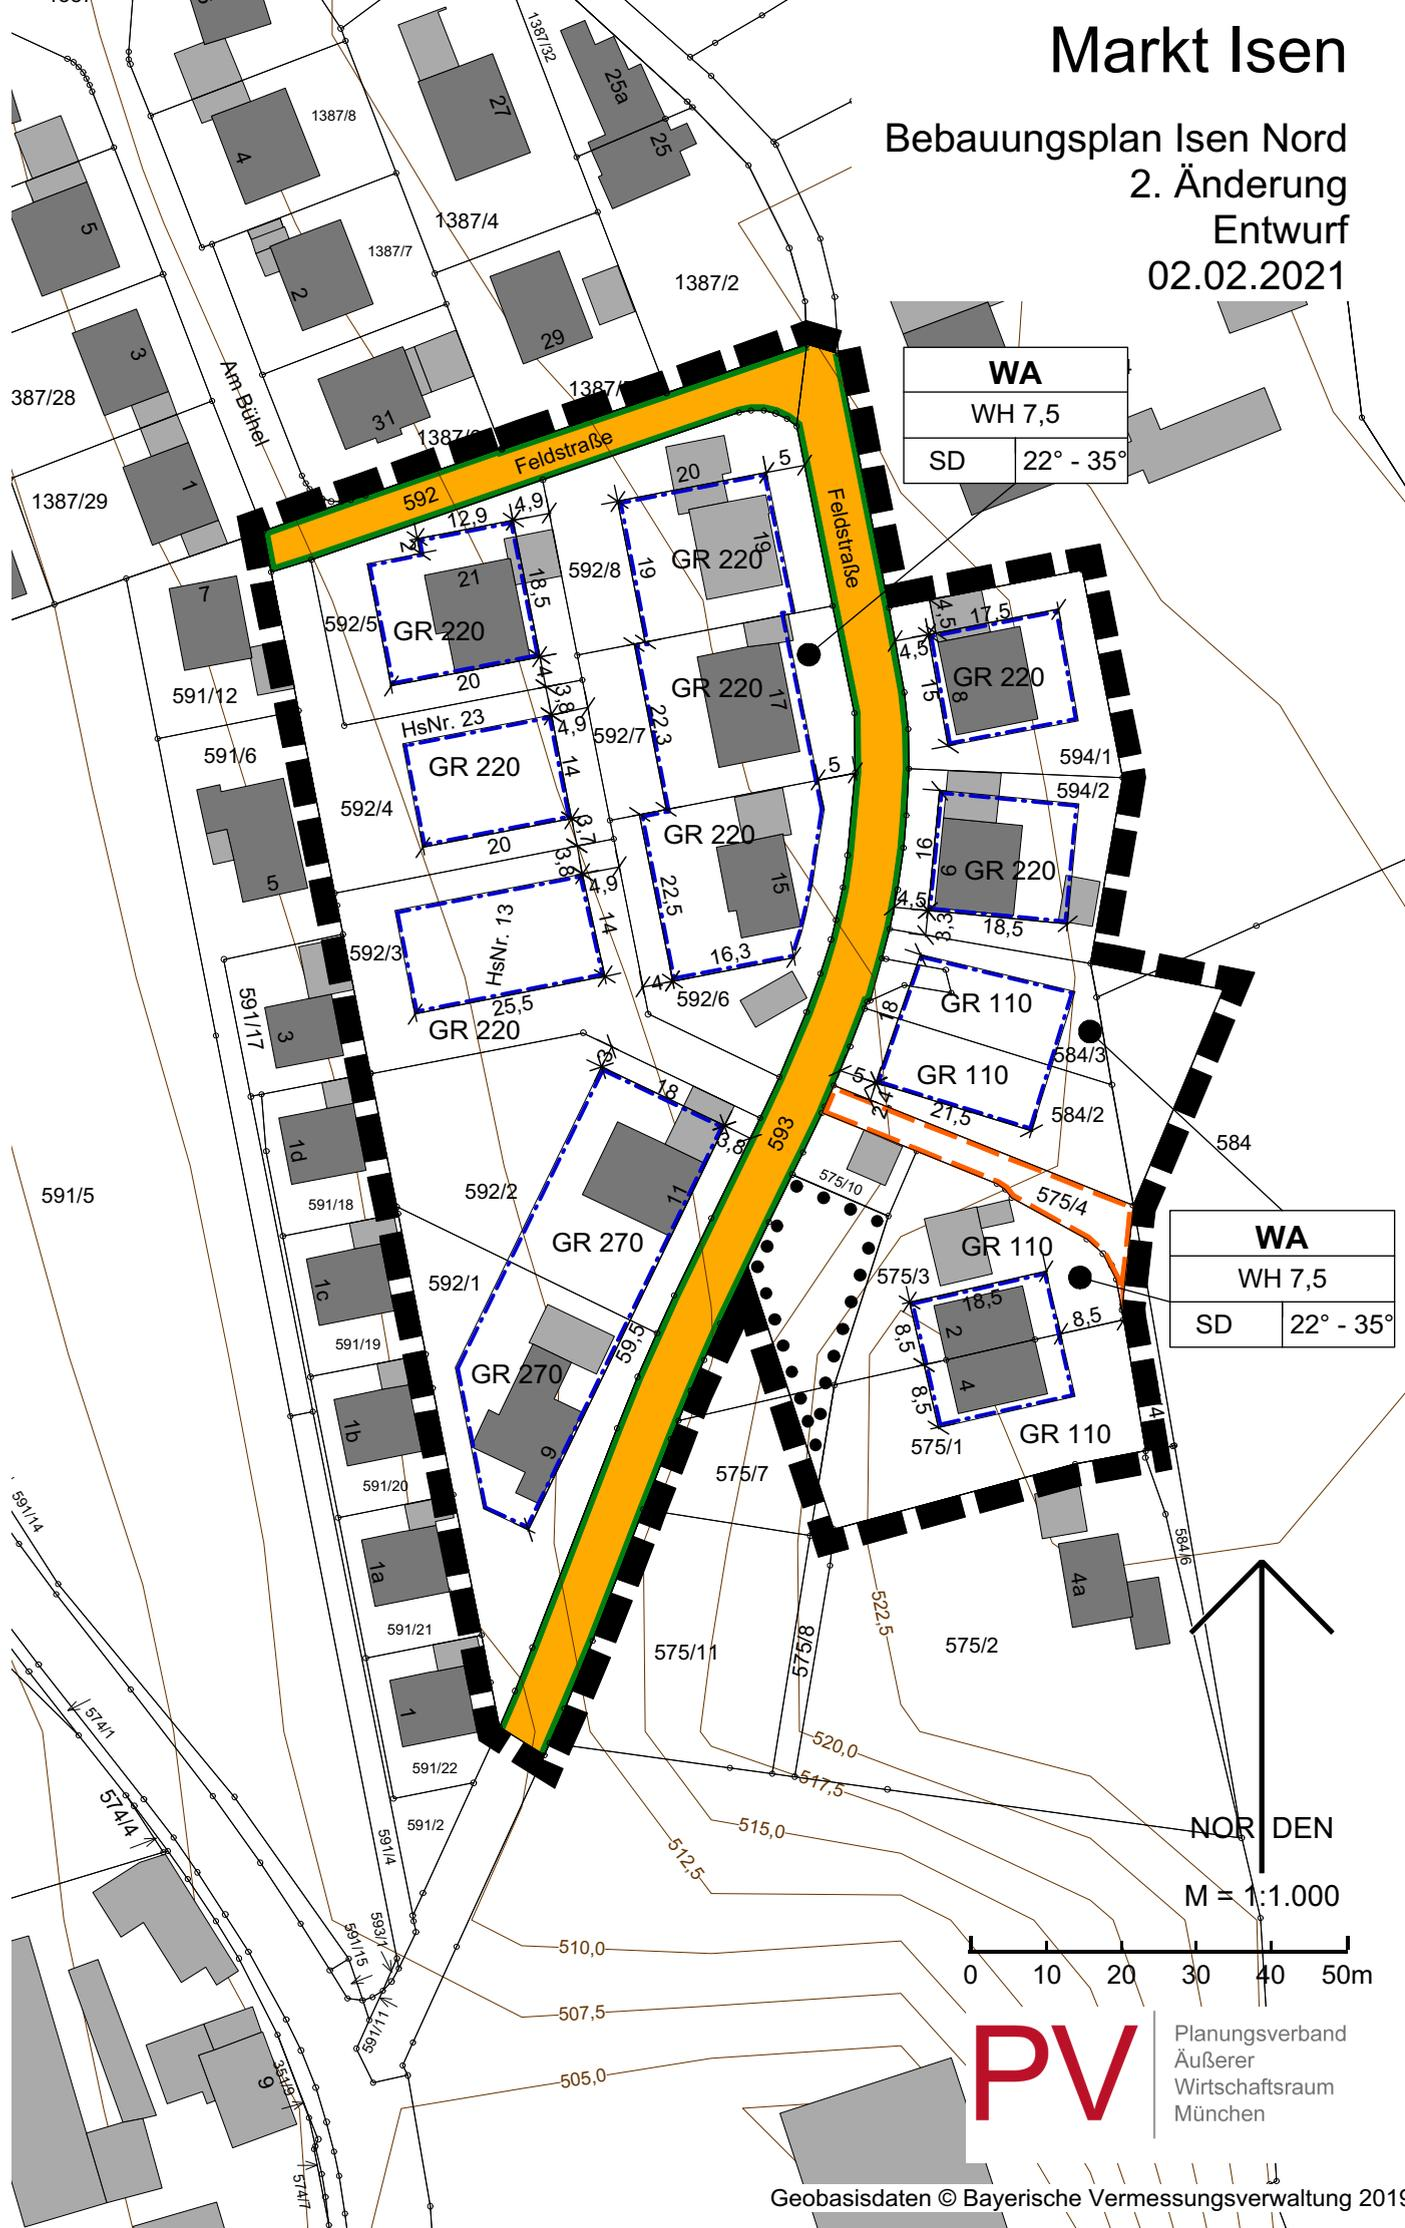 Markt Isen
Bebauungsplan Isen Nord
2. Änderung
Entwurf
02.02.2021
1387/32
27
25a
25
1387/8
4
5
1387/4
1387/7
2
1387/2
29
3
387/28
Am Bühel
31
1
1387/29
Feldstraße
592
WA
WH 7,5
SD
22° - 35°
20
5
4,9
12,9
2
21
18,5
592/8
19
GR 220
19
Feldstraße
7
592/5
GR 220
20
4
3,8
4,5
17,5
4,5
GR 220
15
8
591/12
GR 220
17
HsNr. 23
4,9
592/7
22,3
591/6
GR 220
14
594/1
592/4
5
594/2
20
3,7
GR 220
16
6
GR 220
5
3,8
4,9
22,5
15
4,5
3,3
18,5
592/3
HsNr. 13
14
16,3
25,5
4
592/6
18
GR 110
591/17
3
GR 220
584/3
3
5
GR 110
18
2,4
21,5
584/2
3,8
593
584
1d
575/10
575/4
591/5
591/18
592/2
11
GR 270
GR 110
WA
WH 7,5
SD
22° - 35°
1c
592/1
575/3
18,5
8,5
2
8,5
591/19
59,5
GR 270
8,5
4
1b
9
575/1
GR 110
4
575/7
591/20
591/14
1a
584/6
4a
522,5
591/21
575/11
575/8
575/2
1
574/1
591/22
520,0
517,5
574/4
591/2
591/4
515,0
512,5
NORDEN
M = 1:1.000
591/15
593/1
510,0
0 10 20 30 40 50m
507,5
591/11
PV
Planungsverband
Äußerer
Wirtschaftsraum
München
351/9
9
505,0
574/7
Geobasisdaten © Bayerische Vermessungsverwaltung 2019